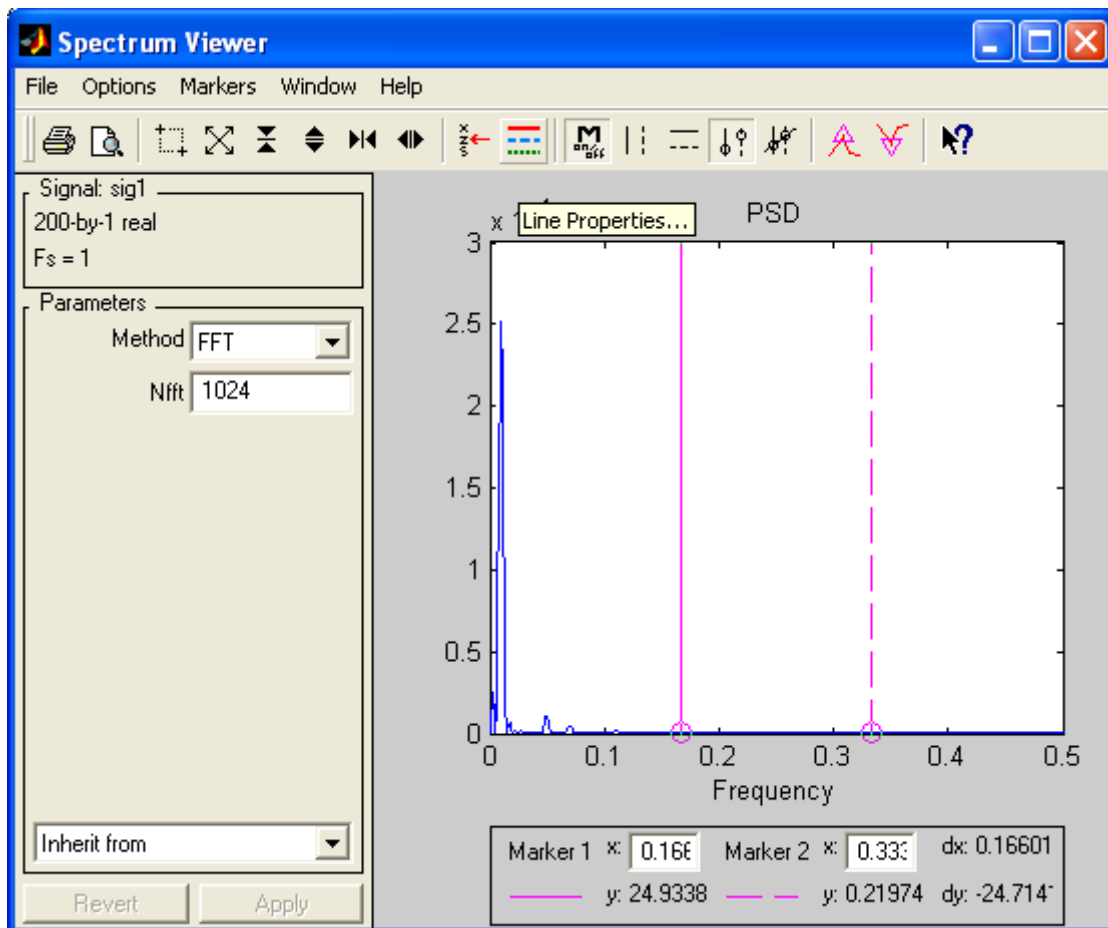 Spectrum Viewer
File Options Markers Window Help
Signal: sig1
200-by-1 real
Fs = 1
Parameters
Method FFT
Nfft 1024
Inherit from
Revert Apply
Line Properties...
PSD
x 1
3
2.5
2
1.5
1
0.5
0
0 0.1 0.2 0.3 0.4 0.5
Frequency
Marker 1 x: 0.166 Marker 2 x: 0.333 dx: 0.16601
y: 24.9338 y: 0.21974 dy: -24.714